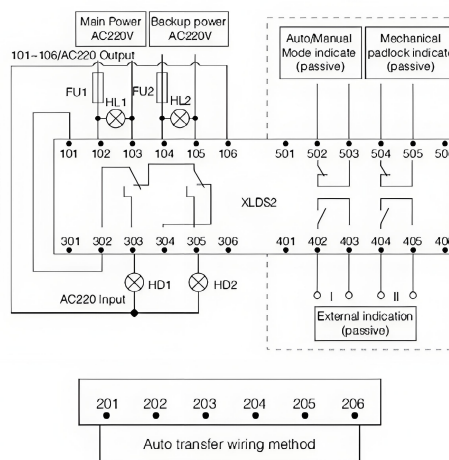 Main Power
AC220V
Backup power
AC220V
101~106/AC220 Output
Auto/Manual
Mode indicate
(passive)
Mechanical
padlock indicate
(passive)
FU1
HL1
FU2
HL2
101 102 103 104 105 106
501 502 503 504 505
XLDS2
301 302 303 304 305 306
401 402 403 404 405
HD1
HD2
AC220 Input
I
II
External indication
(passive)
201 202 203 204 205 206
Auto transfer wiring method